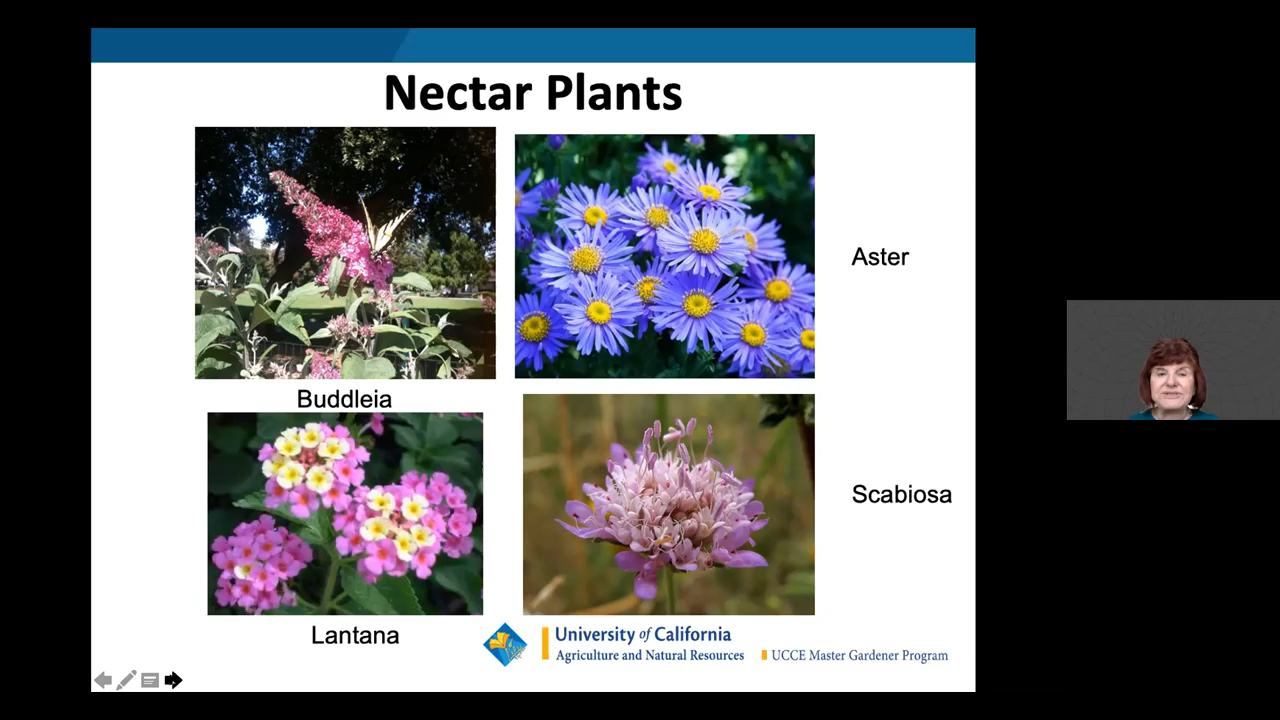 Nectar Plants
Aster
Buddleia
Scabiosa
Lantana
University of California
Agriculture and Natural Resources
UCCE Master Gardener Program